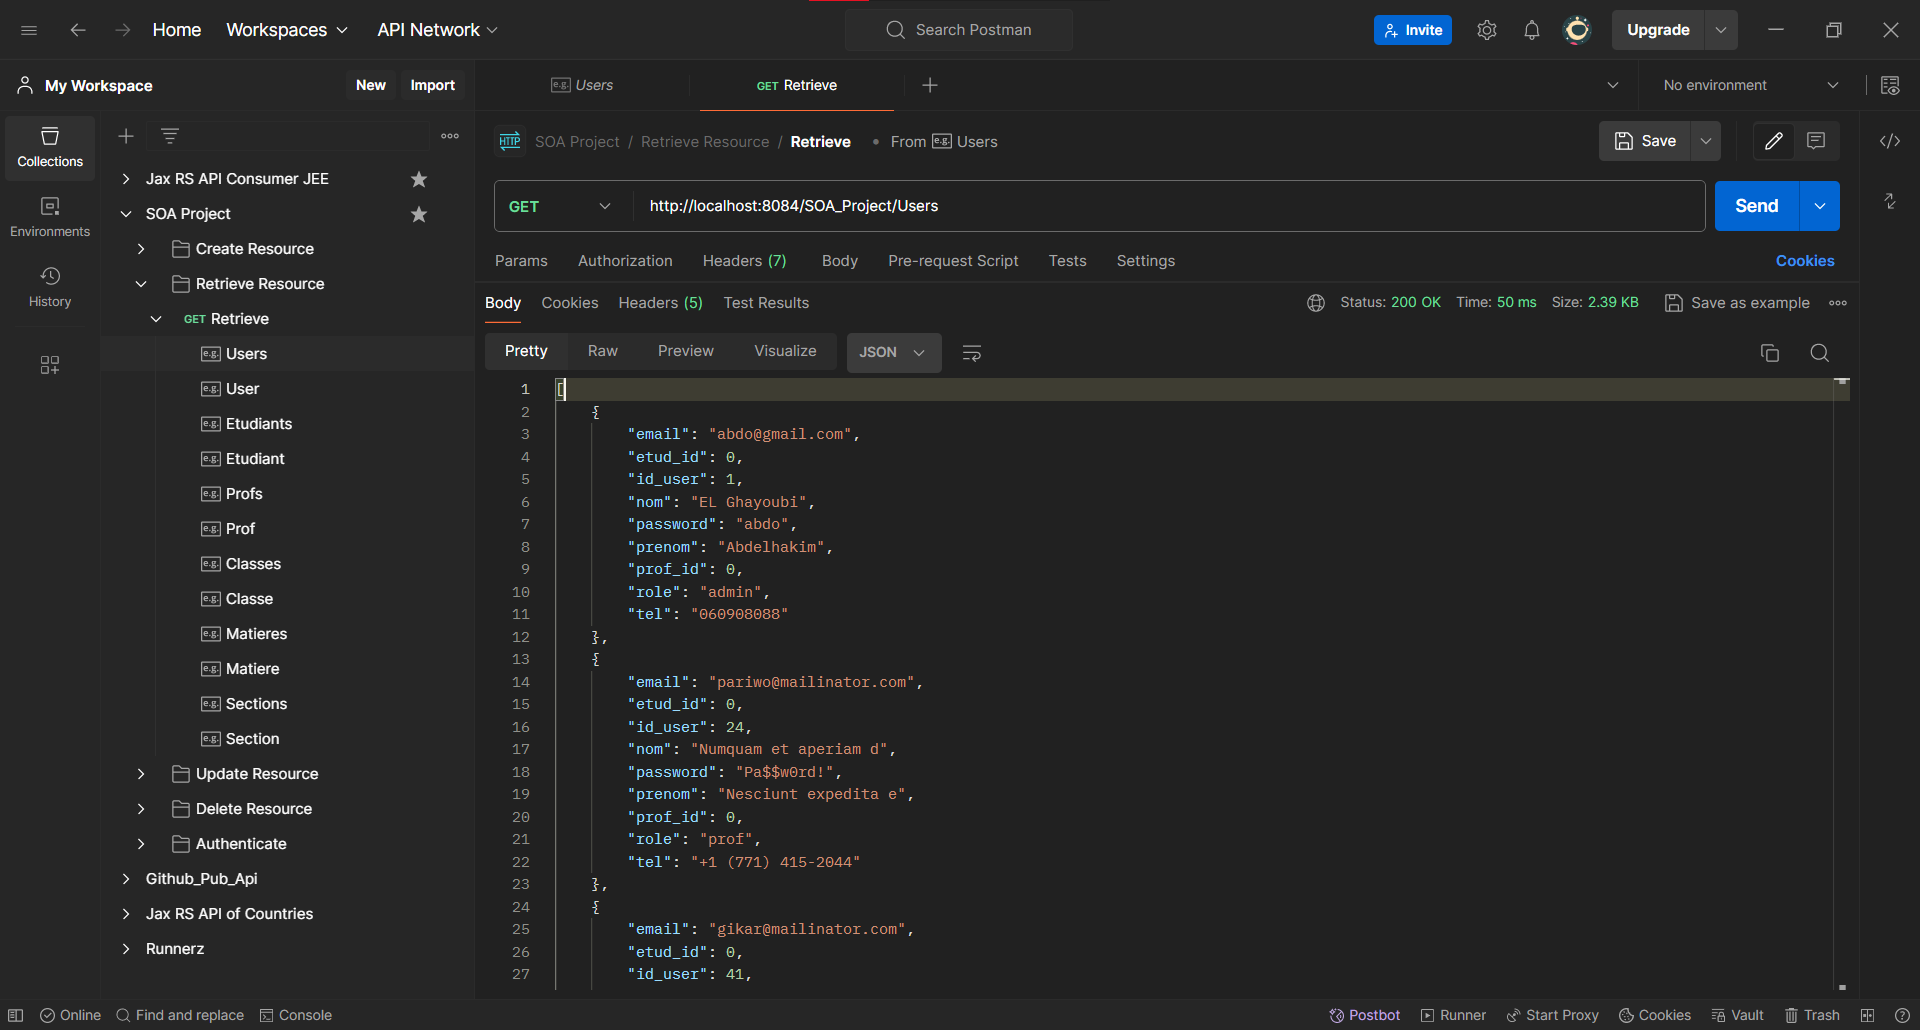 Home Workspaces API Network Search Postman Invite Upgrade
My Workspace New Import e.g. Users GET Retrieve No environment
Collections
Environments
History
Jax RS API Consumer JEE
SOA Project
Create Resource
Retrieve Resource
GET Retrieve
e.g. Users
e.g. User
e.g. Etudiants
e.g. Etudiant
e.g. Profs
e.g. Prof
e.g. Classes
e.g. Classe
e.g. Matieres
e.g. Matiere
e.g. Sections
e.g. Section
Update Resource
Delete Resource
Authenticate
Github_Pub_Api
Jax RS API of Countries
Runnerz
HTTP SOA Project / Retrieve Resource / Retrieve • From e.g. Users Save
GET http://localhost:8084/SOA_Project/Users Send
Params Authorization Headers (7) Body Pre-request Script Tests Settings Cookies
Body Cookies Headers (5) Test Results Status: 200 OK Time: 50 ms Size: 2.39 KB Save as example
Pretty Raw Preview Visualize JSON
1 [
2 {
3 "email": "abdo@gmail.com",
4 "etud_id": 0,
5 "id_user": 1,
6 "nom": "EL Ghayoubi",
7 "password": "abdo",
8 "prenom": "Abdelhakim",
9 "prof_id": 0,
10 "role": "admin",
11 "tel": "060908088"
12 },
13 {
14 "email": "pariwo@mailinator.com",
15 "etud_id": 0,
16 "id_user": 24,
17 "nom": "Numquam et aperiam d",
18 "password": "Pa$$w0rd!",
19 "prenom": "Nesciunt expedita e",
20 "prof_id": 0,
21 "role": "prof",
22 "tel": "+1 (771) 415-2044"
23 },
24 {
25 "email": "gikar@mailinator.com",
26 "etud_id": 0,
27 "id_user": 41,
Online Find and replace Console Postbot Runner Start Proxy Cookies Vault Trash